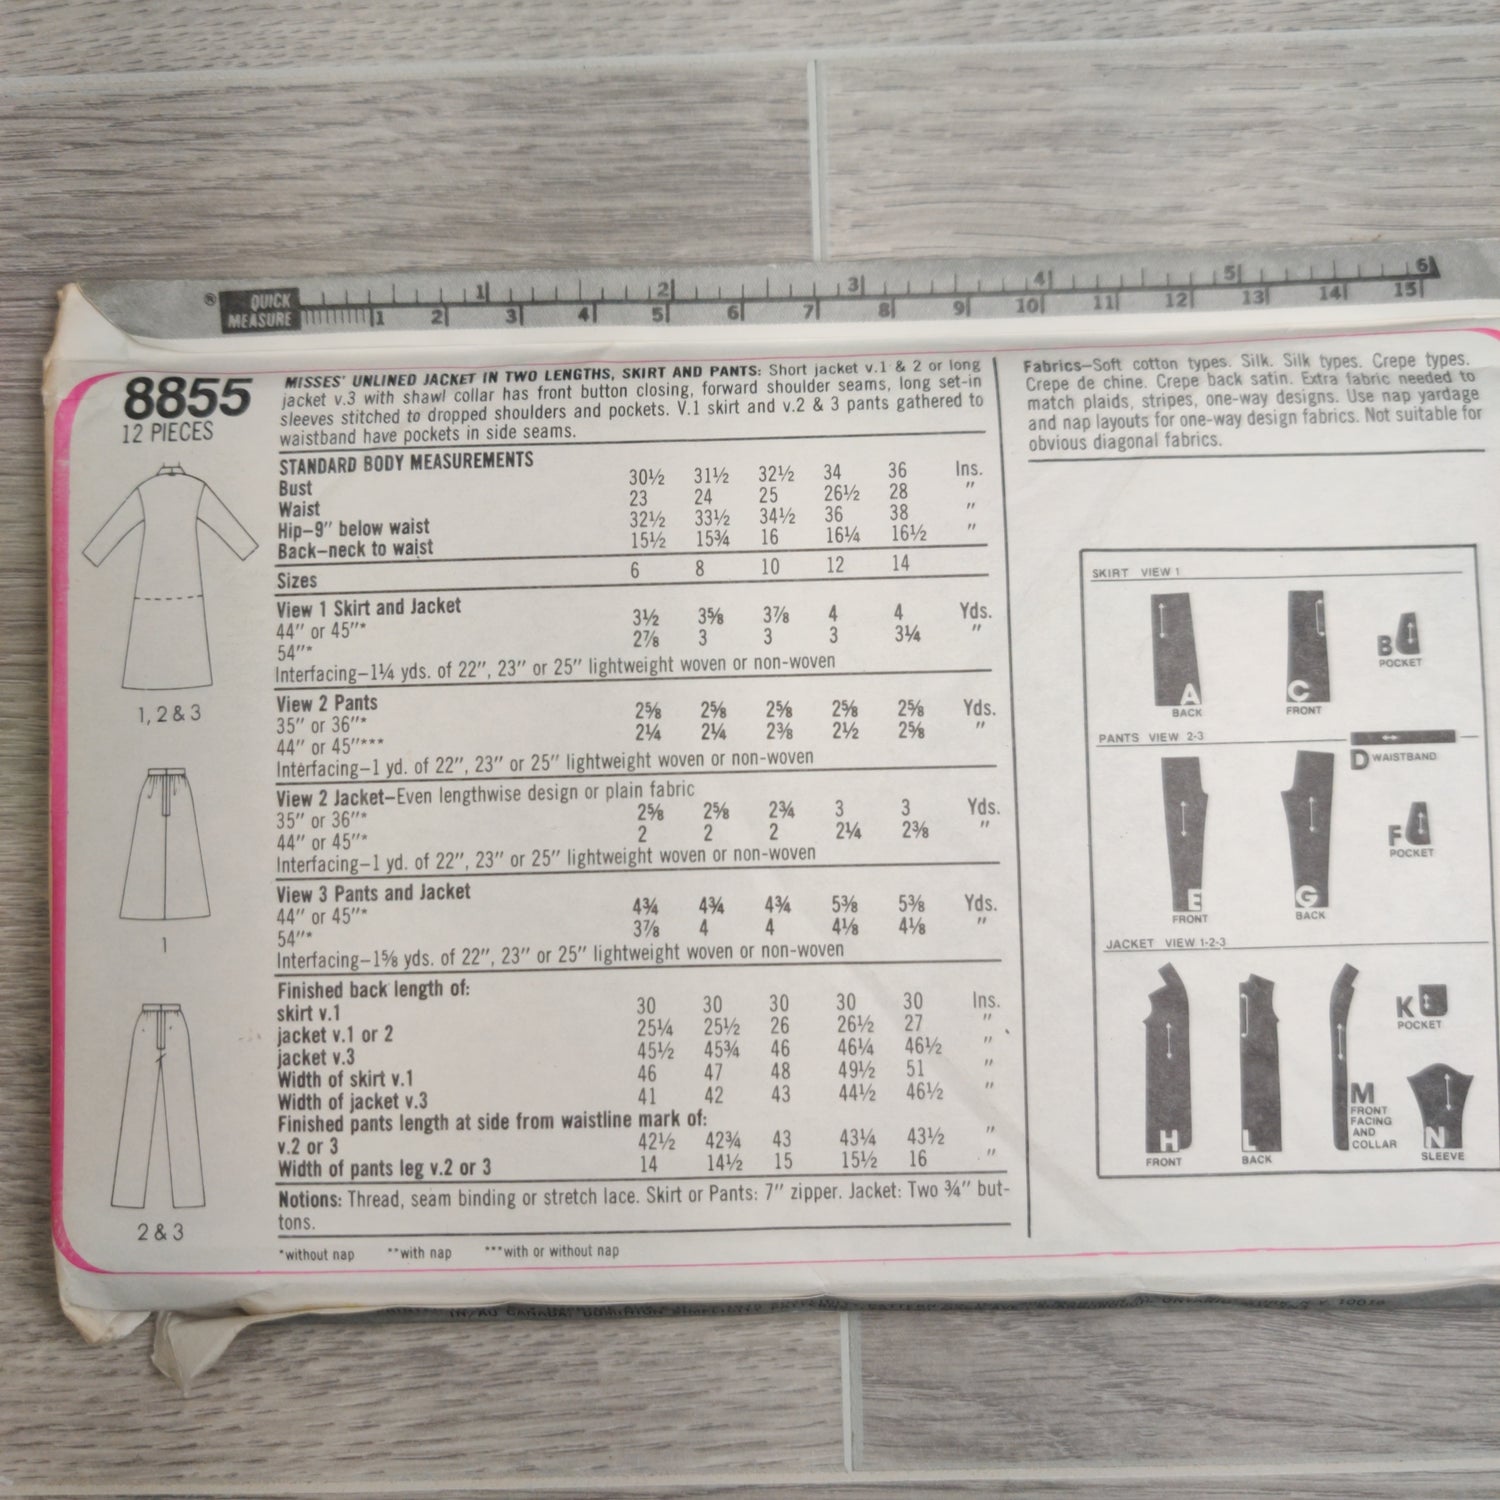 ® QUICK MEASURE
1 2 3 4 5 6
1 2 3 4 5 6 7 8 9 10 11 12 13 14 15
8855
12 PIECES
MISSES' UNLINED JACKET IN TWO LENGTHS, SKIRT AND PANTS: Short jacket v.1 & 2 or long
jacket v.3 with shawl collar has front button closing, forward shoulder seams, long set-in
sleeves stitched to dropped shoulders and pockets. V.1 skirt and v.2 & 3 pants gathered to
waistband have pockets in side seams.
STANDARD BODY MEASUREMENTS
Bust 30½ 31½ 32½ 34 36 Ins.
Waist 23 24 25 26½ 28 "
Hip–9" below waist 32½ 33½ 34½ 36 38 "
Back–neck to waist 15½ 15¾ 16 16¼ 16½ "
Sizes 6 8 10 12 14
View 1 Skirt and Jacket
44" or 45"* 3½ 3⅝ 3⅞ 4 4 Yds.
54"* 2⅞ 3 3 3 3¼ "
Interfacing–1¼ yds. of 22", 23" or 25" lightweight woven or non-woven
View 2 Pants
35" or 36"* 2⅝ 2⅝ 2⅝ 2⅝ 2⅝ Yds.
44" or 45"*** 2¼ 2¼ 2⅜ 2½ 2⅝ "
Interfacing–1 yd. of 22", 23" or 25" lightweight woven or non-woven
View 2 Jacket–Even lengthwise design or plain fabric
35" or 36"* 2⅝ 2⅝ 2¾ 3 3 Yds.
44" or 45"* 2 2 2 2¼ 2⅜ "
Interfacing–1 yd. of 22", 23" or 25" lightweight woven or non-woven
View 3 Pants and Jacket
44" or 45"* 4¾ 4¾ 4¾ 5⅜ 5⅜ Yds.
54"* 3⅞ 4 4 4⅛ 4⅛ "
Interfacing–1⅝ yds. of 22", 23" or 25" lightweight woven or non-woven
Finished back length of:
skirt v.1 30 30 30 30 30 Ins.
jacket v.1 or 2 25¼ 25½ 26 26½ 27 "
jacket v.3 45½ 45¾ 46 46¼ 46½ "
Width of skirt v.1 46 47 48 49½ 51 "
Width of jacket v.3 41 42 43 44½ 46½ "
Finished pants length at side from waistline mark of:
v.2 or 3 42½ 42¾ 43 43¼ 43½ "
Width of pants leg v.2 or 3 14 14½ 15 15½ 16 "
Notions: Thread, seam binding or stretch lace. Skirt or Pants: 7" zipper. Jacket: Two ¾" but-
tons.
*without nap **with nap ***with or without nap
1, 2 & 3
1
2 & 3
Fabrics–Soft cotton types. Silk. Silk types. Crepe types.
Crepe de chine. Crepe back satin. Extra fabric needed to
match plaids, stripes, one-way designs. Use nap yardage
and nap layouts for one-way design fabrics. Not suitable for
obvious diagonal fabrics.
SKIRT VIEW 1
A BACK
C FRONT
B POCKET
PANTS VIEW 2-3
D WAISTBAND
E FRONT
G BACK
F POCKET
JACKET VIEW 1-2-3
H FRONT
L BACK
M
FRONT
FACING
AND
COLLAR
K POCKET
N SLEEVE